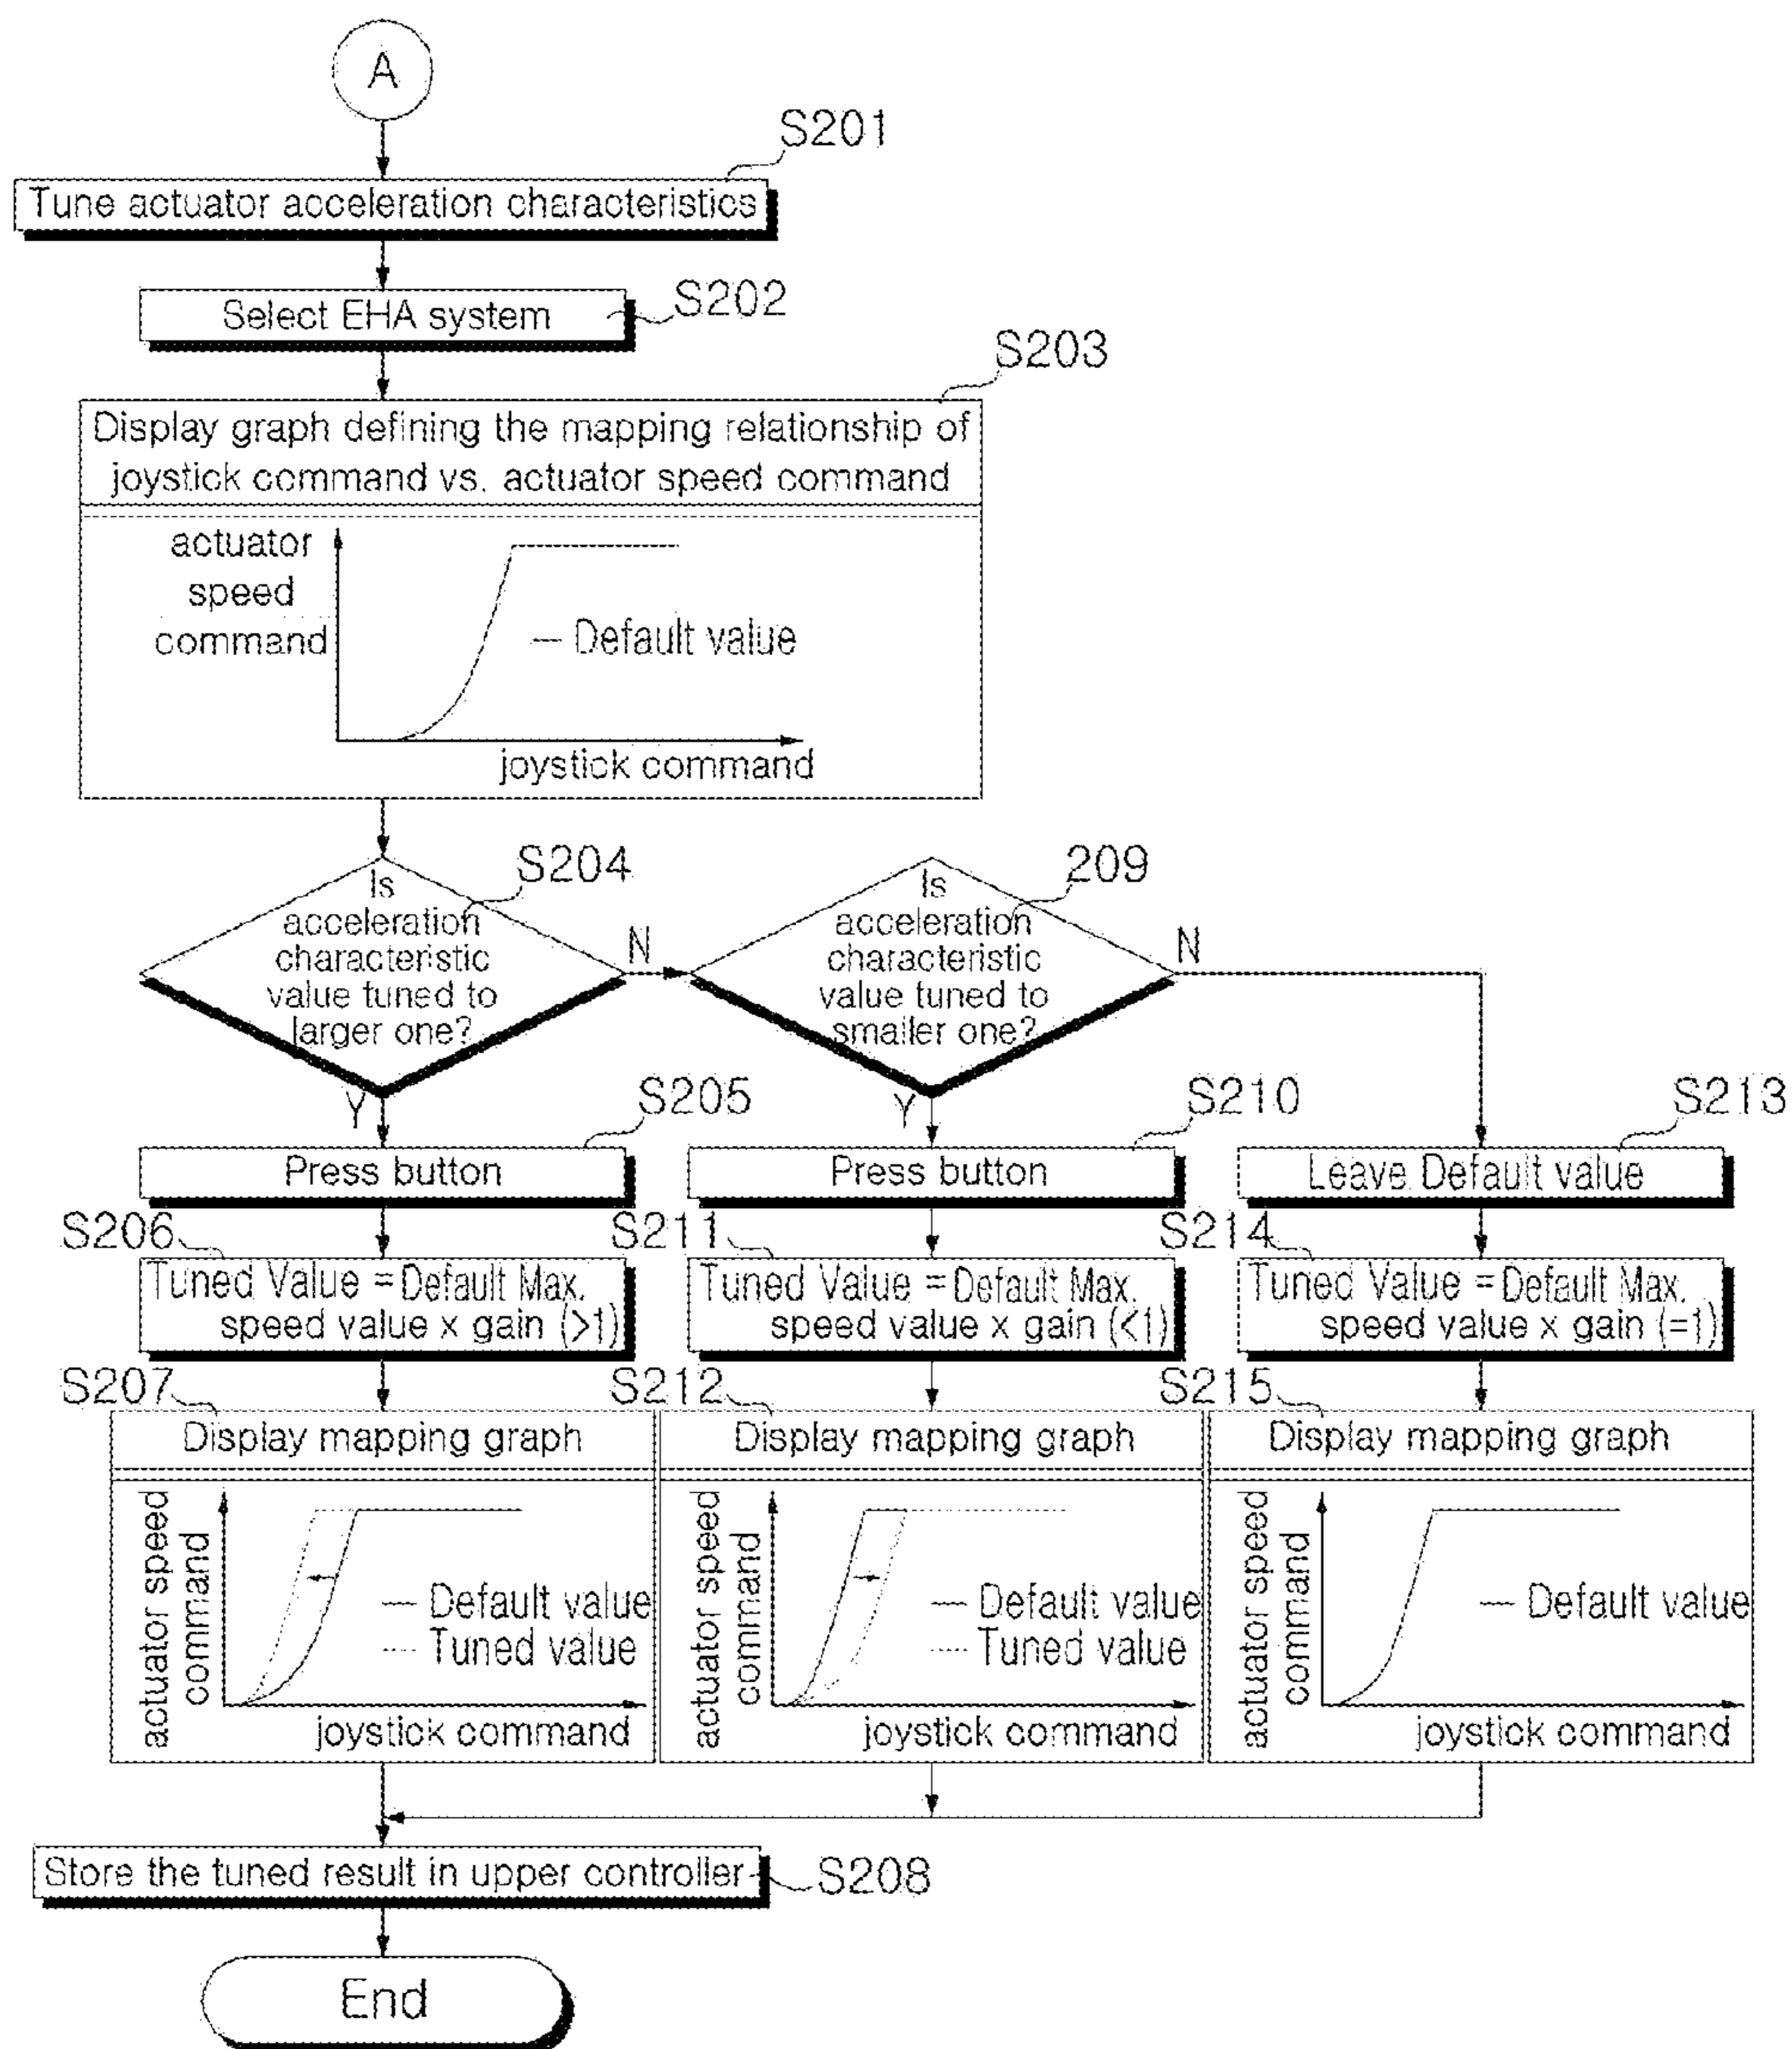 A
S201
Tune actuator acceleration characteristics
Select EHA system
S202
S203
Display graph defining the mapping relationship of
joystick command vs. actuator speed command
actuator
speed
command
— Default value
joystick command
S204
Is
acceleration
characteristic
value tuned to
larger one?
N
Y
209
Is
acceleration
characteristic
value tuned to
smaller one?
N
Y
S205
Press button
S210
Press button
S213
Leave Default value
S206
Tuned Value = Default Max.
speed value x gain (>1)
S211
Tuned Value = Default Max.
speed value x gain (<1)
S214
Tuned Value = Default Max.
speed value x gain (=1)
S207
Display mapping graph
actuator speed
command
Default value
Tuned value
joystick command
S212
Display mapping graph
actuator speed
command
Default value
Tuned value
joystick command
S215
Display mapping graph
actuator speed
command
Default value
joystick command
Store the tuned result in upper controller
S208
End